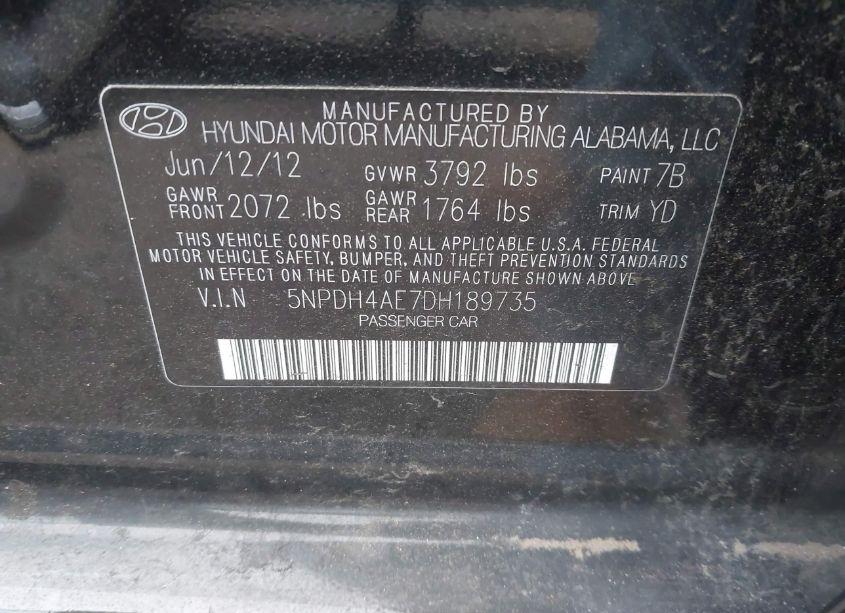 MANUFACTURED BY
HYUNDAI MOTOR MANUFACTURING ALABAMA, LLC
Jun/12/12 GVWR 3792 lbs PAINT 7B
GAWR FRONT 2072 lbs GAWR REAR 1764 lbs TRIM YD
THIS VEHICLE CONFORMS TO ALL APPLICABLE U.S.A. FEDERAL
MOTOR VEHICLE SAFETY, BUMPER, AND THEFT PREVENTION STANDARDS
IN EFFECT ON THE DATE OF MANUFACTURE SHOWN ABOVE
V.I.N 5NPDH4AE7DH189735
PASSENGER CAR